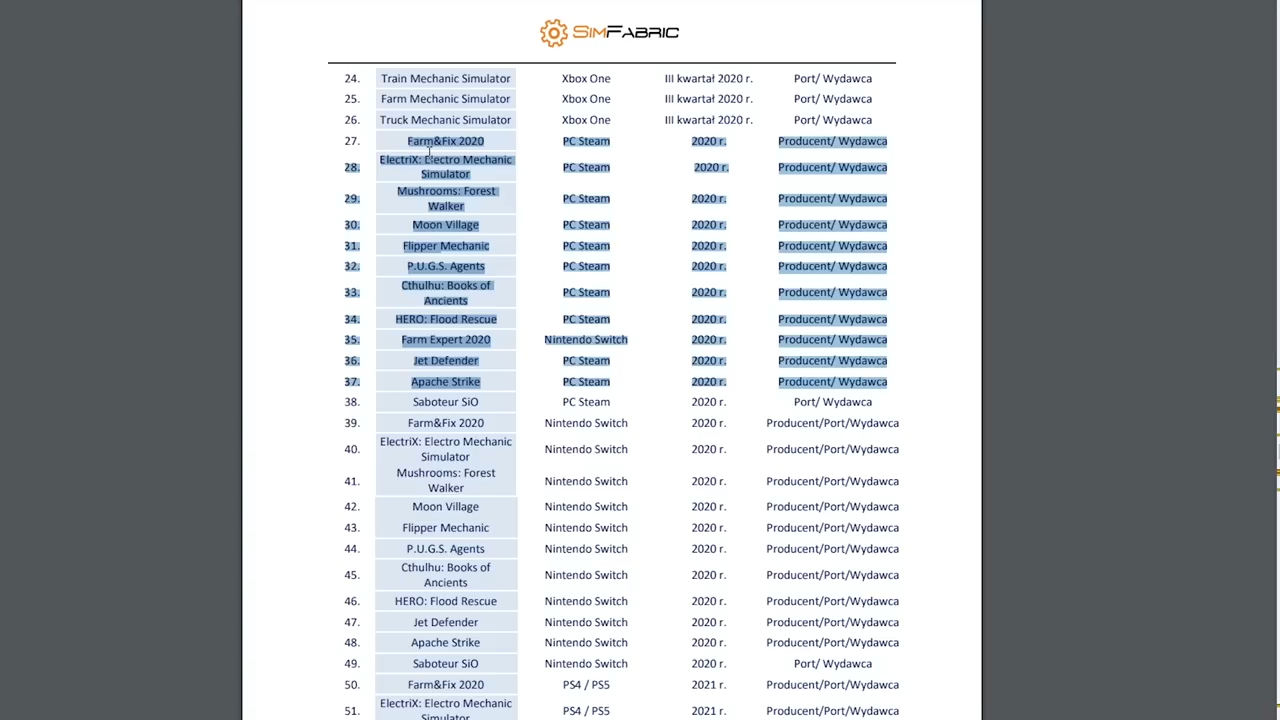 SIMFABRIC
24. Train Mechanic Simulator Xbox One III kwartał 2020 r. Port/ Wydawca
25. Farm Mechanic Simulator Xbox One III kwartał 2020 r. Port/ Wydawca
26. Truck Mechanic Simulator Xbox One III kwartał 2020 r. Port/ Wydawca
27. Farm&Fix 2020 PC Steam 2020 r. Producent/ Wydawca
28. ElectriX: Electro Mechanic Simulator PC Steam 2020 r. Producent/ Wydawca
29. Mushrooms: Forest Walker PC Steam 2020 r. Producent/ Wydawca
30. Moon Village PC Steam 2020 r. Producent/ Wydawca
31. Flipper Mechanic PC Steam 2020 r. Producent/ Wydawca
32. P.U.G.S. Agents PC Steam 2020 r. Producent/ Wydawca
33. Cthulhu: Books of Ancients PC Steam 2020 r. Producent/ Wydawca
34. HERO: Flood Rescue PC Steam 2020 r. Producent/ Wydawca
35. Farm Expert 2020 Nintendo Switch 2020 r. Producent/ Wydawca
36. Jet Defender PC Steam 2020 r. Producent/ Wydawca
37. Apache Strike PC Steam 2020 r. Producent/ Wydawca
38. Saboteur SiO PC Steam 2020 r. Port/ Wydawca
39. Farm&Fix 2020 Nintendo Switch 2020 r. Producent/Port/Wydawca
40. ElectriX: Electro Mechanic Simulator Nintendo Switch 2020 r. Producent/Port/Wydawca
41. Mushrooms: Forest Walker Nintendo Switch 2020 r. Producent/Port/Wydawca
42. Moon Village Nintendo Switch 2020 r. Producent/Port/Wydawca
43. Flipper Mechanic Nintendo Switch 2020 r. Producent/Port/Wydawca
44. P.U.G.S. Agents Nintendo Switch 2020 r. Producent/Port/Wydawca
45. Cthulhu: Books of Ancients Nintendo Switch 2020 r. Producent/Port/Wydawca
46. HERO: Flood Rescue Nintendo Switch 2020 r. Producent/Port/Wydawca
47. Jet Defender Nintendo Switch 2020 r. Producent/Port/Wydawca
48. Apache Strike Nintendo Switch 2020 r. Producent/Port/Wydawca
49. Saboteur SiO Nintendo Switch 2020 r. Port/ Wydawca
50. Farm&Fix 2020 PS4 / PS5 2021 r. Producent/Port/Wydawca
51. ElectriX: Electro Mechanic Simulator PS4 / PS5 2021 r. Producent/Port/Wydawca